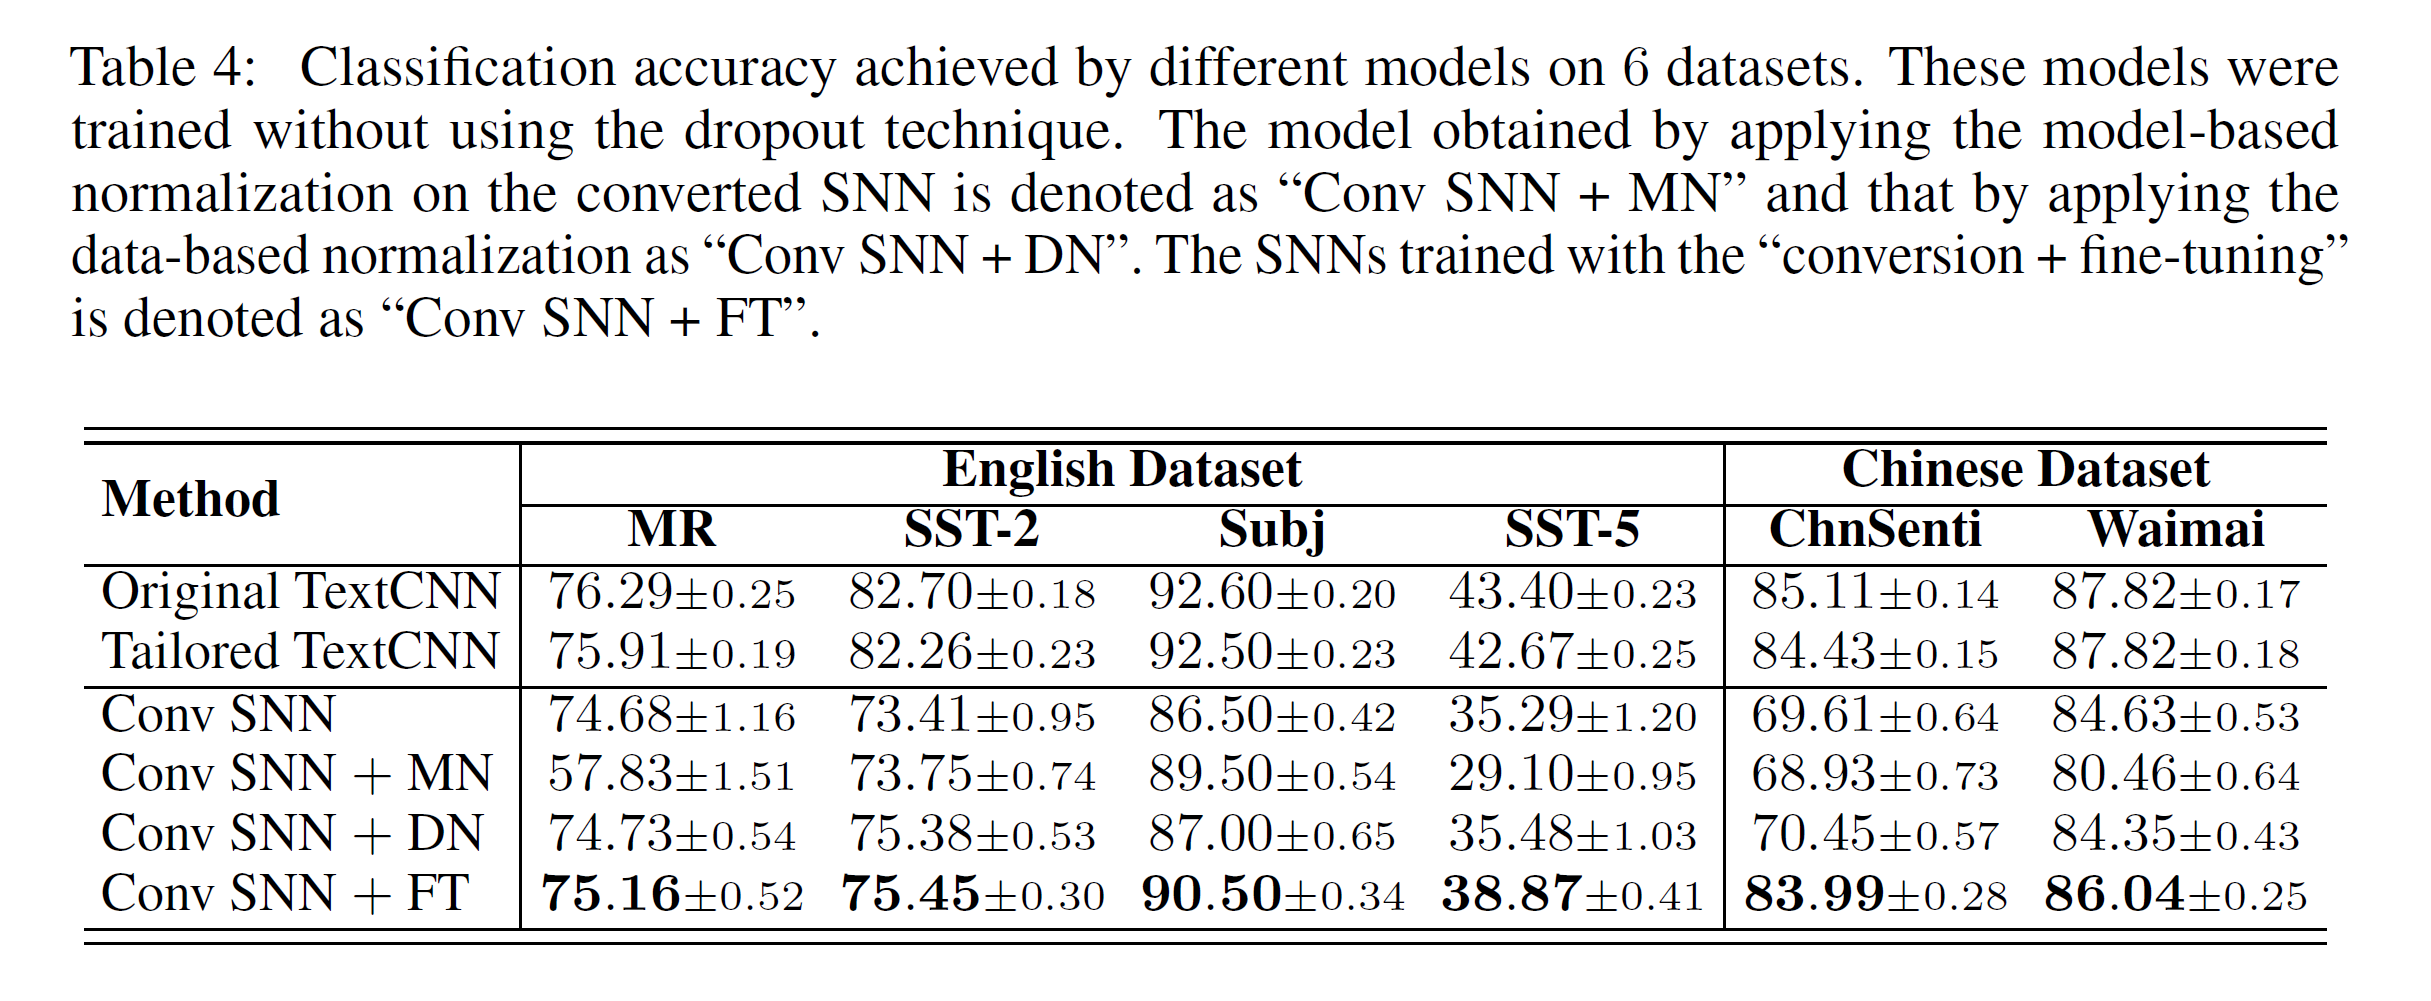 Table 4: Classification accuracy achieved by different models on 6 datasets. These models were
trained without using the dropout technique. The model obtained by applying the model-based
normalization on the converted SNN is denoted as “Conv SNN + MN” and that by applying the
data-based normalization as “Conv SNN + DN”. The SNNs trained with the “conversion + fine-tuning”
is denoted as “Conv SNN + FT”.
Method English Dataset Chinese Dataset
MR SST-2 Subj SST-5 ChnSenti Waimai
Original TextCNN 76.29±0.25 82.70±0.18 92.60±0.20 43.40±0.23 85.11±0.14 87.82±0.17
Tailored TextCNN 75.91±0.19 82.26±0.23 92.50±0.23 42.67±0.25 84.43±0.15 87.82±0.18
Conv SNN 74.68±1.16 73.41±0.95 86.50±0.42 35.29±1.20 69.61±0.64 84.63±0.53
Conv SNN + MN 57.83±1.51 73.75±0.74 89.50±0.54 29.10±0.95 68.93±0.73 80.46±0.64
Conv SNN + DN 74.73±0.54 75.38±0.53 87.00±0.65 35.48±1.03 70.45±0.57 84.35±0.43
Conv SNN + FT 75.16±0.52 75.45±0.30 90.50±0.34 38.87±0.41 83.99±0.28 86.04±0.25